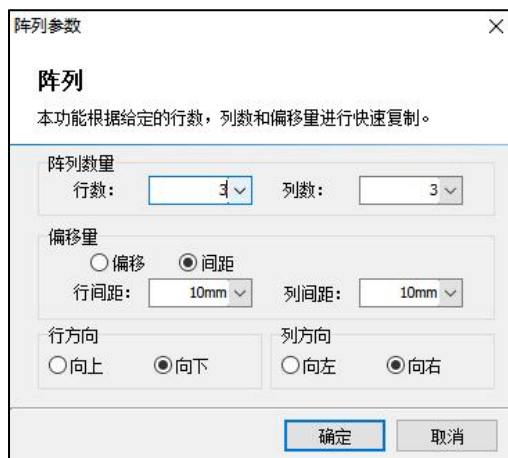 阵列参数
阵列
本功能根据给定的行数，列数和偏移量进行快速复制。
阵列数量
行数： 3 列数： 3
偏移量
偏移 间距
行间距： 10mm 列间距： 10mm
行方向 列方向
向上 向下 向左 向右
确定 取消